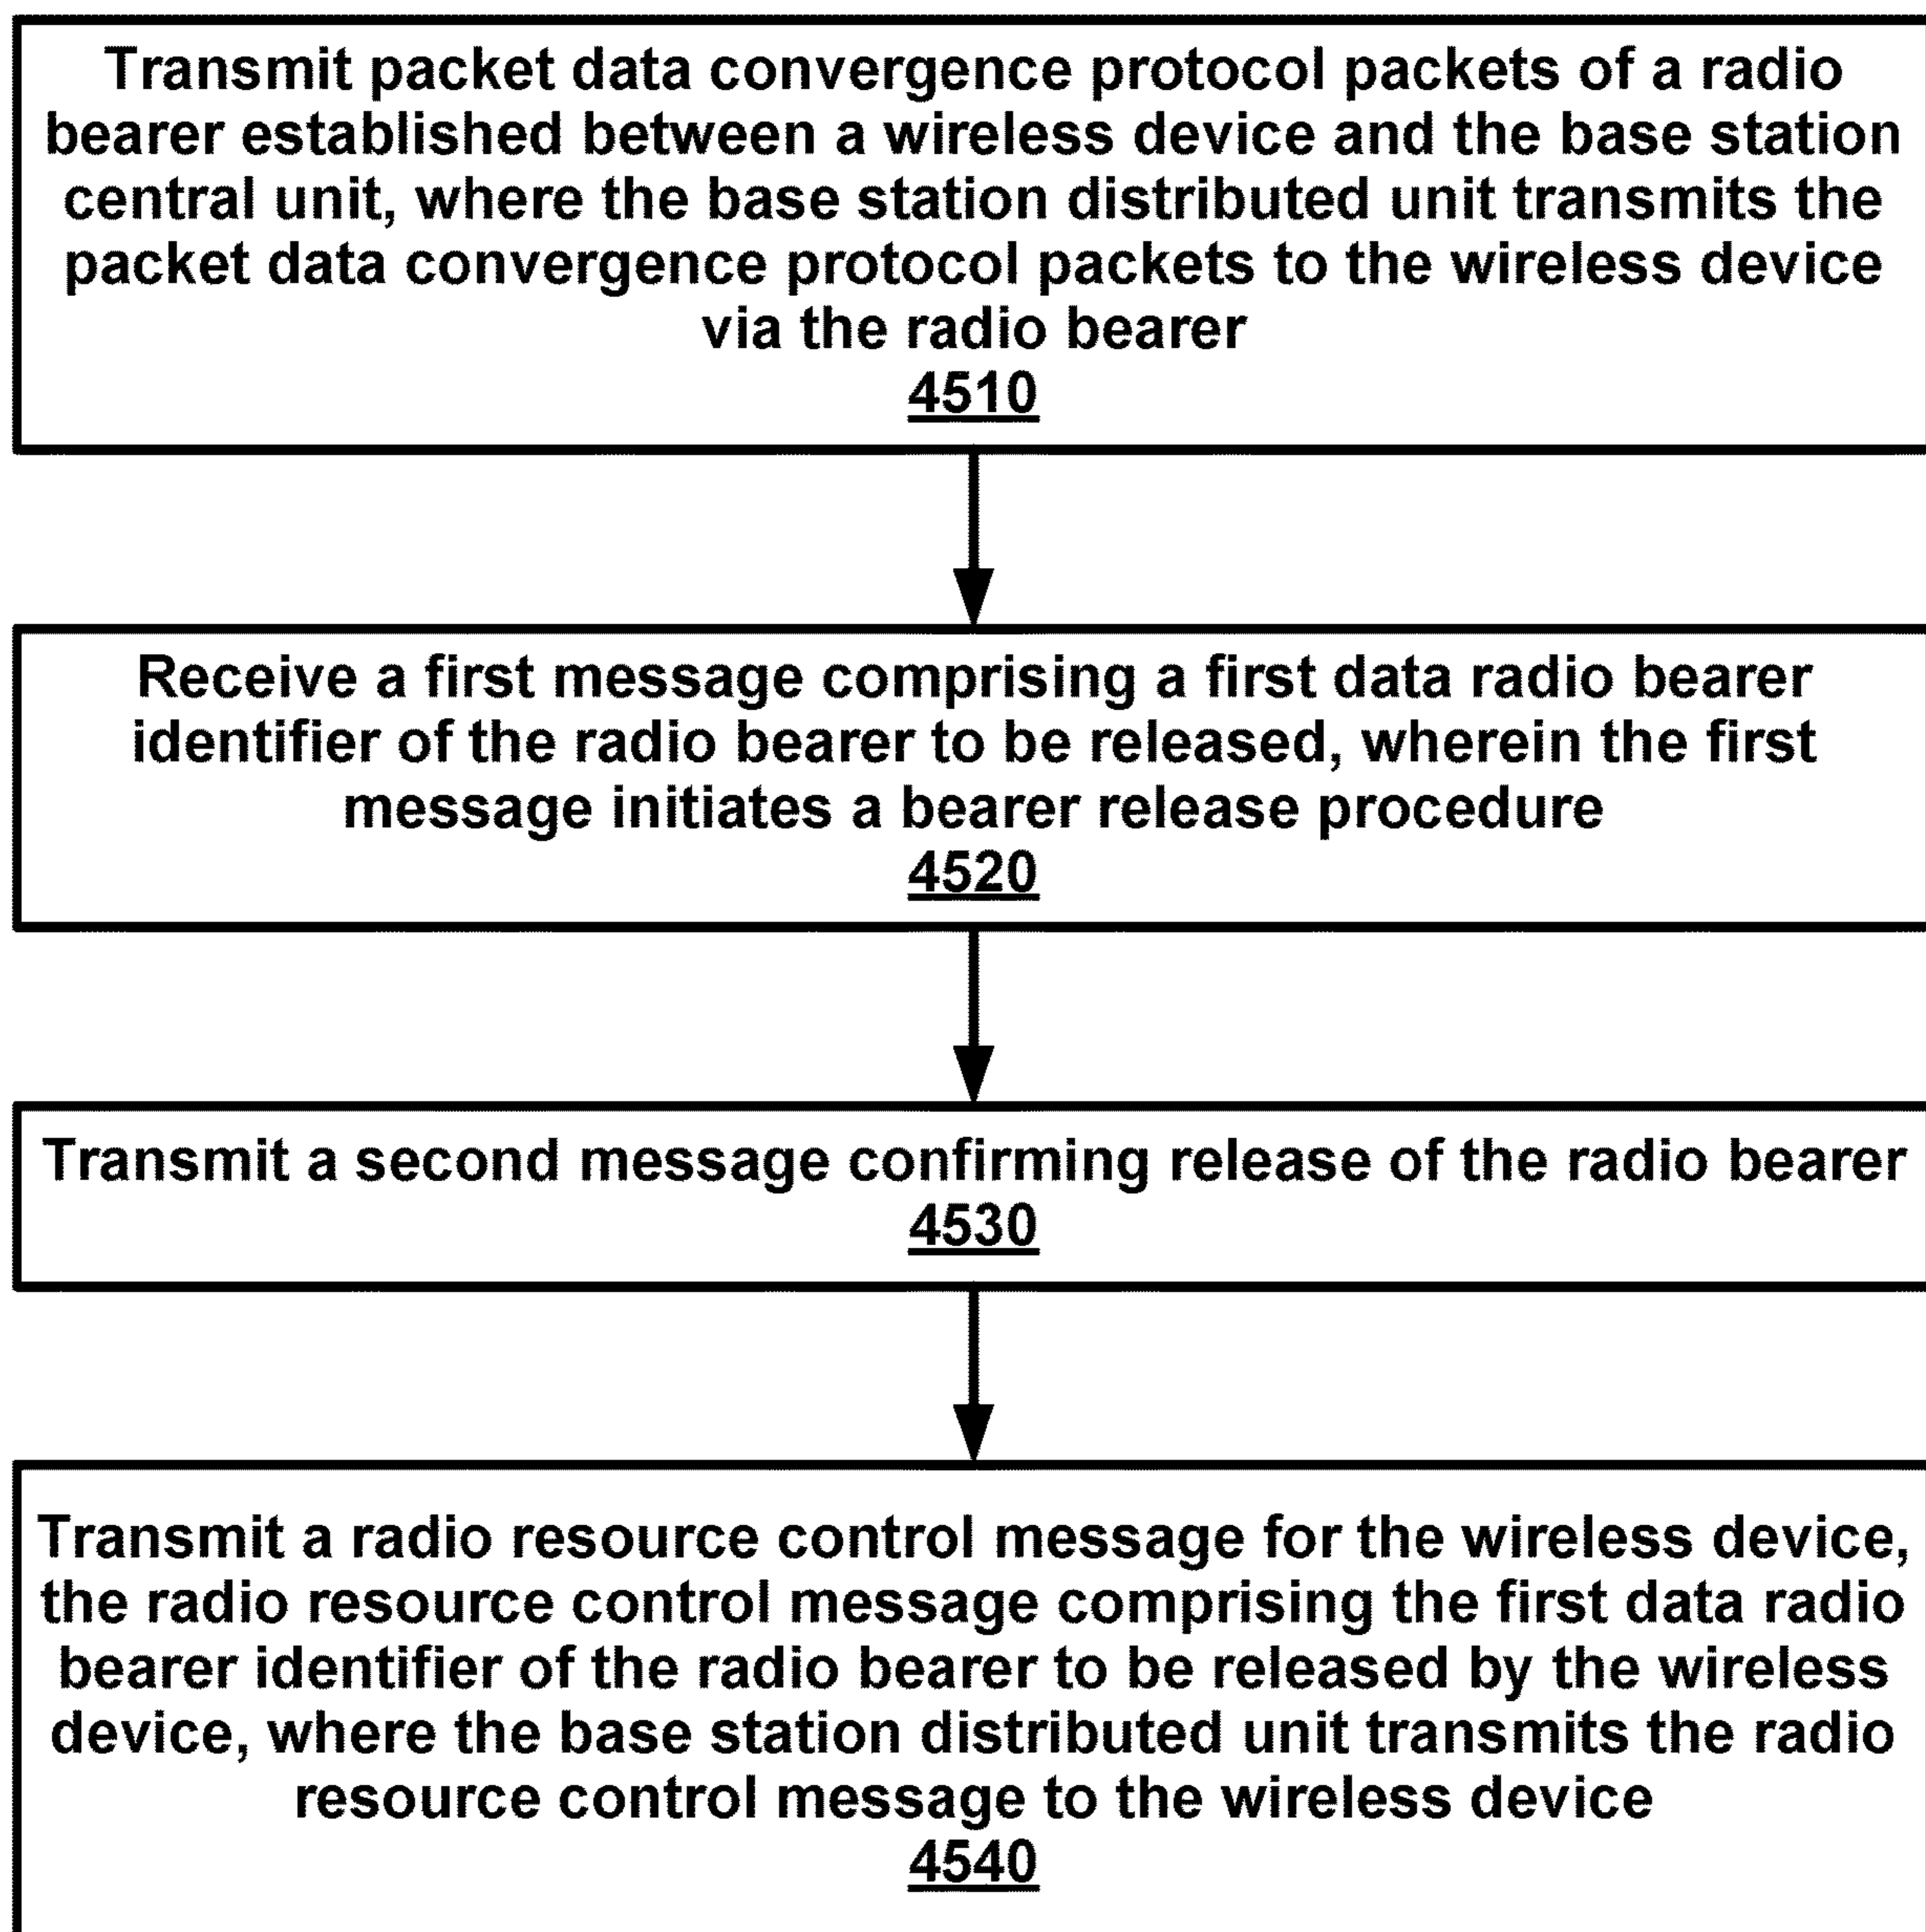 Transmit packet data convergence protocol packets of a radio
bearer established between a wireless device and the base station
central unit, where the base station distributed unit transmits the
packet data convergence protocol packets to the wireless device
via the radio bearer
4510
Receive a first message comprising a first data radio bearer
identifier of the radio bearer to be released, wherein the first
message initiates a bearer release procedure
4520
Transmit a second message confirming release of the radio bearer
4530
Transmit a radio resource control message for the wireless device,
the radio resource control message comprising the first data radio
bearer identifier of the radio bearer to be released by the wireless
device, where the base station distributed unit transmits the radio
resource control message to the wireless device
4540